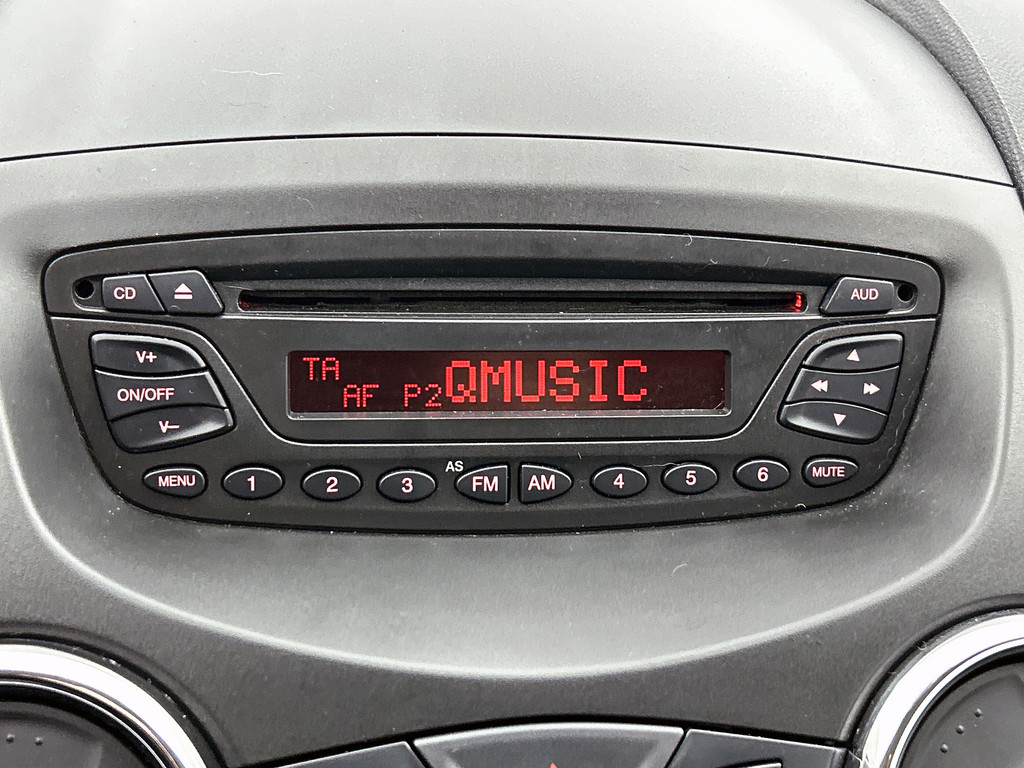 CD
AUD
V+
ON/OFF
V–
TA
AF P2 QMUSIC
AS
MENU 1 2 3 FM AM 4 5 6 MUTE